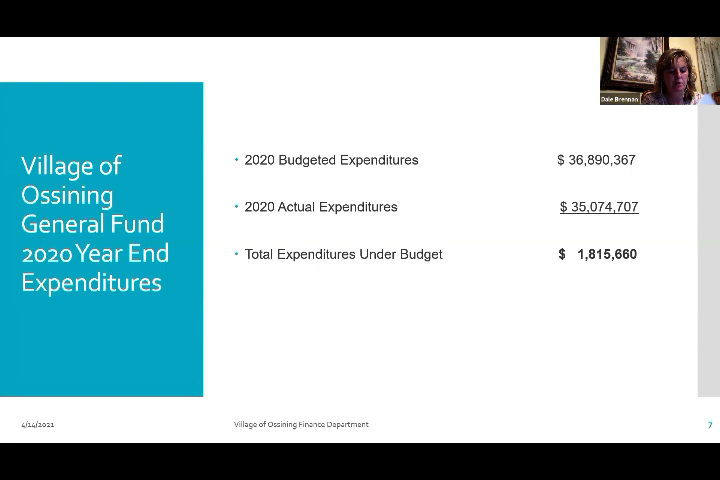 Dale Brennan
Village of
Ossining
General Fund
2020 Year End
Expenditures
• 2020 Budgeted Expenditures $ 36,890,367
• 2020 Actual Expenditures $ 35,074,707
• Total Expenditures Under Budget $ 1,815,660
4/14/2021 Village of Ossining Finance Department 7